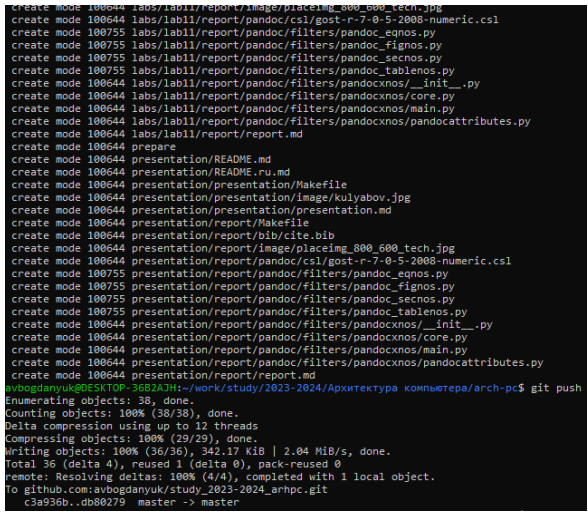 create mode 100644 labs/lab11/report/image/placeimg_800_600_tech.jpg
create mode 100644 labs/lab11/report/pandoc/csl/gost-r-7-0-5-2008-numeric.csl
create mode 100755 labs/lab11/report/pandoc/filters/pandoc_eqnos.py
create mode 100755 labs/lab11/report/pandoc/filters/pandoc_fignos.py
create mode 100755 labs/lab11/report/pandoc/filters/pandoc_secnos.py
create mode 100755 labs/lab11/report/pandoc/filters/pandoc_tablenos.py
create mode 100644 labs/lab11/report/pandoc/filters/pandocxnos/__init__.py
create mode 100644 labs/lab11/report/pandoc/filters/pandocxnos/core.py
create mode 100644 labs/lab11/report/pandoc/filters/pandocxnos/main.py
create mode 100644 labs/lab11/report/pandoc/filters/pandocxnos/pandocattributes.py
create mode 100644 labs/lab11/report/report.md
create mode 100644 prepare
create mode 100644 presentation/README.md
create mode 100644 presentation/README.ru.md
create mode 100644 presentation/presentation/Makefile
create mode 100644 presentation/presentation/image/kulyabov.jpg
create mode 100644 presentation/presentation/presentation.md
create mode 100644 presentation/report/Makefile
create mode 100644 presentation/report/bib/cite.bib
create mode 100644 presentation/report/image/placeimg_800_600_tech.jpg
create mode 100644 presentation/report/pandoc/csl/gost-r-7-0-5-2008-numeric.csl
create mode 100755 presentation/report/pandoc/filters/pandoc_eqnos.py
create mode 100755 presentation/report/pandoc/filters/pandoc_fignos.py
create mode 100755 presentation/report/pandoc/filters/pandoc_secnos.py
create mode 100755 presentation/report/pandoc/filters/pandoc_tablenos.py
create mode 100644 presentation/report/pandoc/filters/pandocxnos/__init__.py
create mode 100644 presentation/report/pandoc/filters/pandocxnos/core.py
create mode 100644 presentation/report/pandoc/filters/pandocxnos/main.py
create mode 100644 presentation/report/pandoc/filters/pandocxnos/pandocattributes.py
create mode 100644 presentation/report/report.md
avbogdanyuk@DESKTOP-36B2AJH:~/work/study/2023-2024/Архитектура компьютера/arch-pc$ git push
Enumerating objects: 38, done.
Counting objects: 100% (38/38), done.
Delta compression using up to 12 threads
Compressing objects: 100% (29/29), done.
Writing objects: 100% (36/36), 342.17 KiB | 2.04 MiB/s, done.
Total 36 (delta 4), reused 1 (delta 0), pack-reused 0
remote: Resolving deltas: 100% (4/4), completed with 1 local object.
To github.com:avbogdanyuk/study_2023-2024_arhpc.git
c3a936b..db80279 master -> master